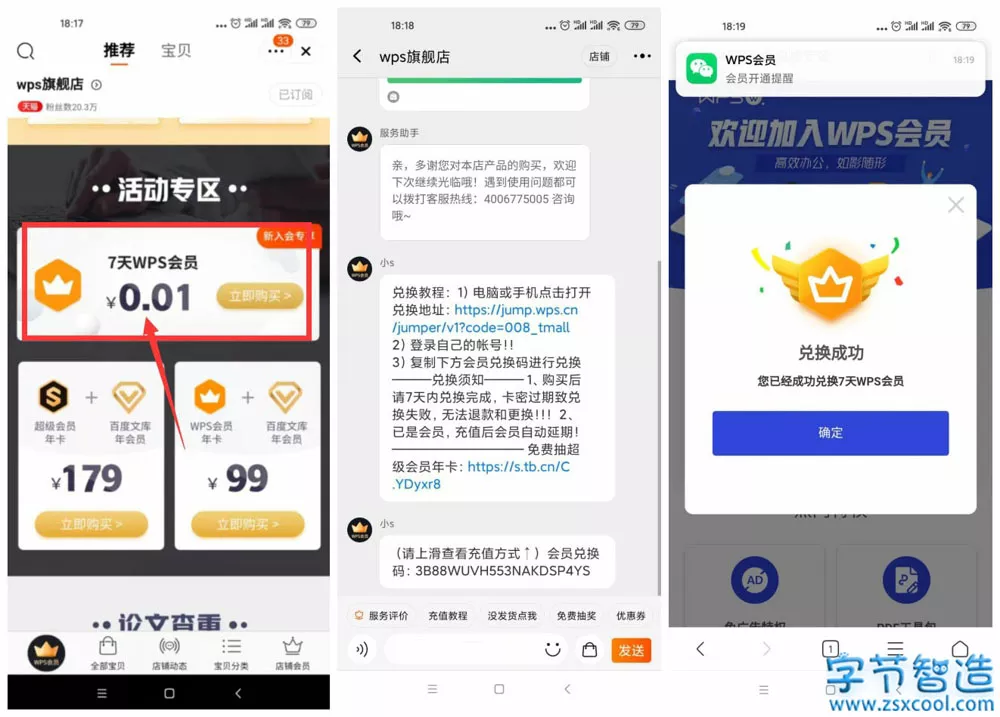 18:17
79
推荐
宝贝
33
wps旗舰店
已订阅
天猫 粉丝数20.3万
活动专区
新入会专享
7天WPS会员
¥0.01
立即购买 >
超级会员
年卡
+
百度文库
年会员
¥179
立即购买 >
WPS会员
年卡
+
百度文库
年会员
¥99
立即购买 >
论文查重
WPS会员
全部宝贝
店铺动态
宝贝分类
店铺会员
18:18
79
wps旗舰店
店铺
服务助手
亲，多谢您对本店产品的购买，欢迎
下次继续光临哦！遇到使用问题都可
以拨打客服热线：4006775005 咨询
哦~
小s
兑换教程：1）电脑或手机点击打开
兑换地址：https://jump.wps.cn
/jumper/v1?code=008_tmall
2）登录自己的帐号!!
3）复制下方会员兑换码进行兑换
———兑换须知——— 1、购买后
请7天内兑换完成，卡密过期致兑
换失败，无法退款和更换!!! 2、
已是会员，充值后会员自动延期！
—————————— 免费抽超
级会员年卡：https://s.tb.cn/C
.YDyxr8
小s
（请上滑查看充值方式↑）会员兑换
码：3B88WUVH553NAKDSP4YS
服务评价
充值教程
没发货点我
免费抽奖
优惠券
发送
18:19
79
WPS会员
18:19
会员开通提醒
欢迎加入WPS会员
高效办公，如影随形
兑换成功
您已经成功兑换7天WPS会员
确定
AD
1
字节智造
www.zsxcool.com